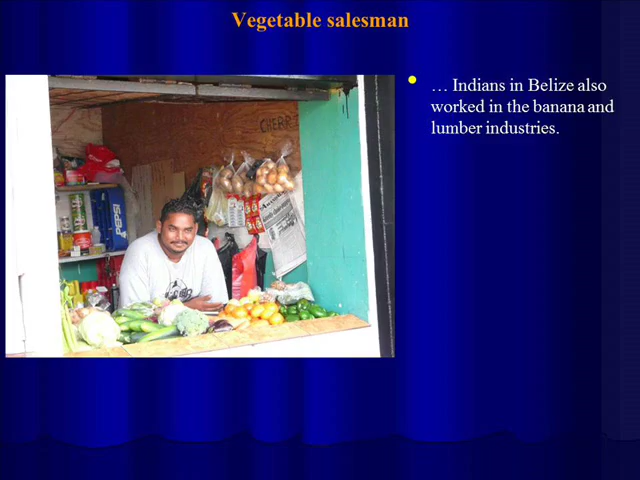 Vegetable salesman
… Indians in Belize also
worked in the banana and
lumber industries.
CHERR
PEPSI